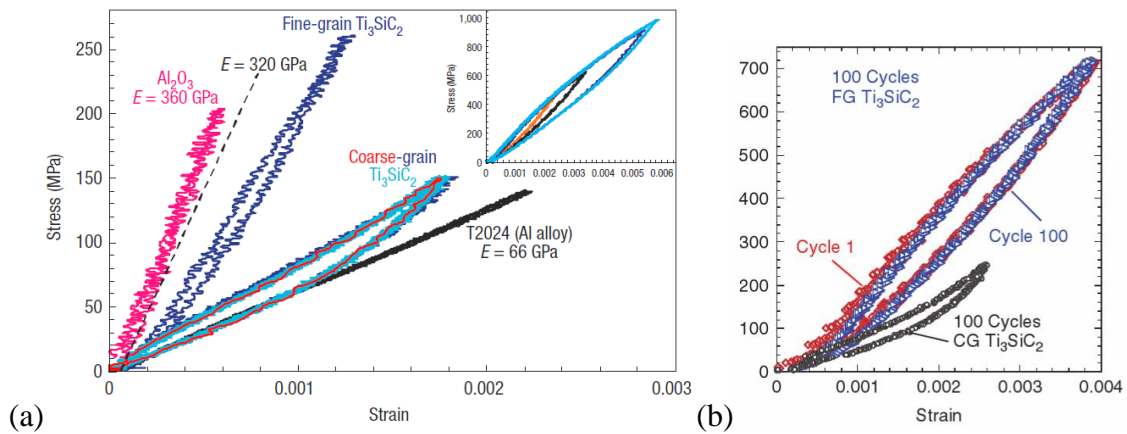 Fine-grain Ti₃SiC₂
E = 320 GPa
Al₂O₃
E = 360 GPa
Coarse-grain
Ti₃SiC₂
T2024 (Al alloy)
E = 66 GPa
Stress (MPa)
250
200
150
100
50
0
0 0.001 0.002 0.003
Strain
Stress (MPa)
1,000
800
600
400
200
0
0 0.001 0.002 0.003 0.004 0.005 0.006
(a)
100 Cycles
FG Ti₃SiC₂
Cycle 1
Cycle 100
100 Cycles
CG Ti₃SiC₂
Stress (MPa)
700
600
500
400
300
200
100
0
0 0.001 0.002 0.003 0.004
Strain
(b)